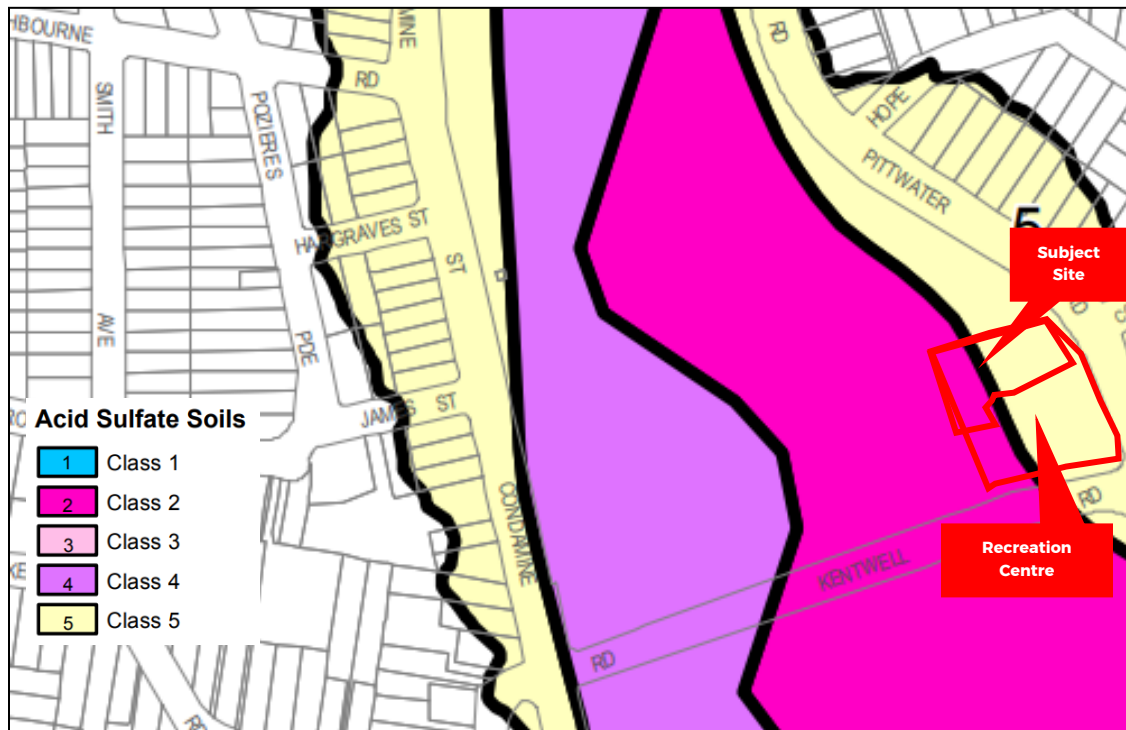 HBOURNE
SMITH
AVE
POZIERES
PDE
MINE
RD
HARGRAVES ST
ST
JAMES ST
CONDAMINE
RD
KENTWELL
RD
RD
HOPE
PITTWATER
5
Subject
Site
Recreation
Centre
Acid Sulfate Soils
1 Class 1
2 Class 2
3 Class 3
4 Class 4
5 Class 5